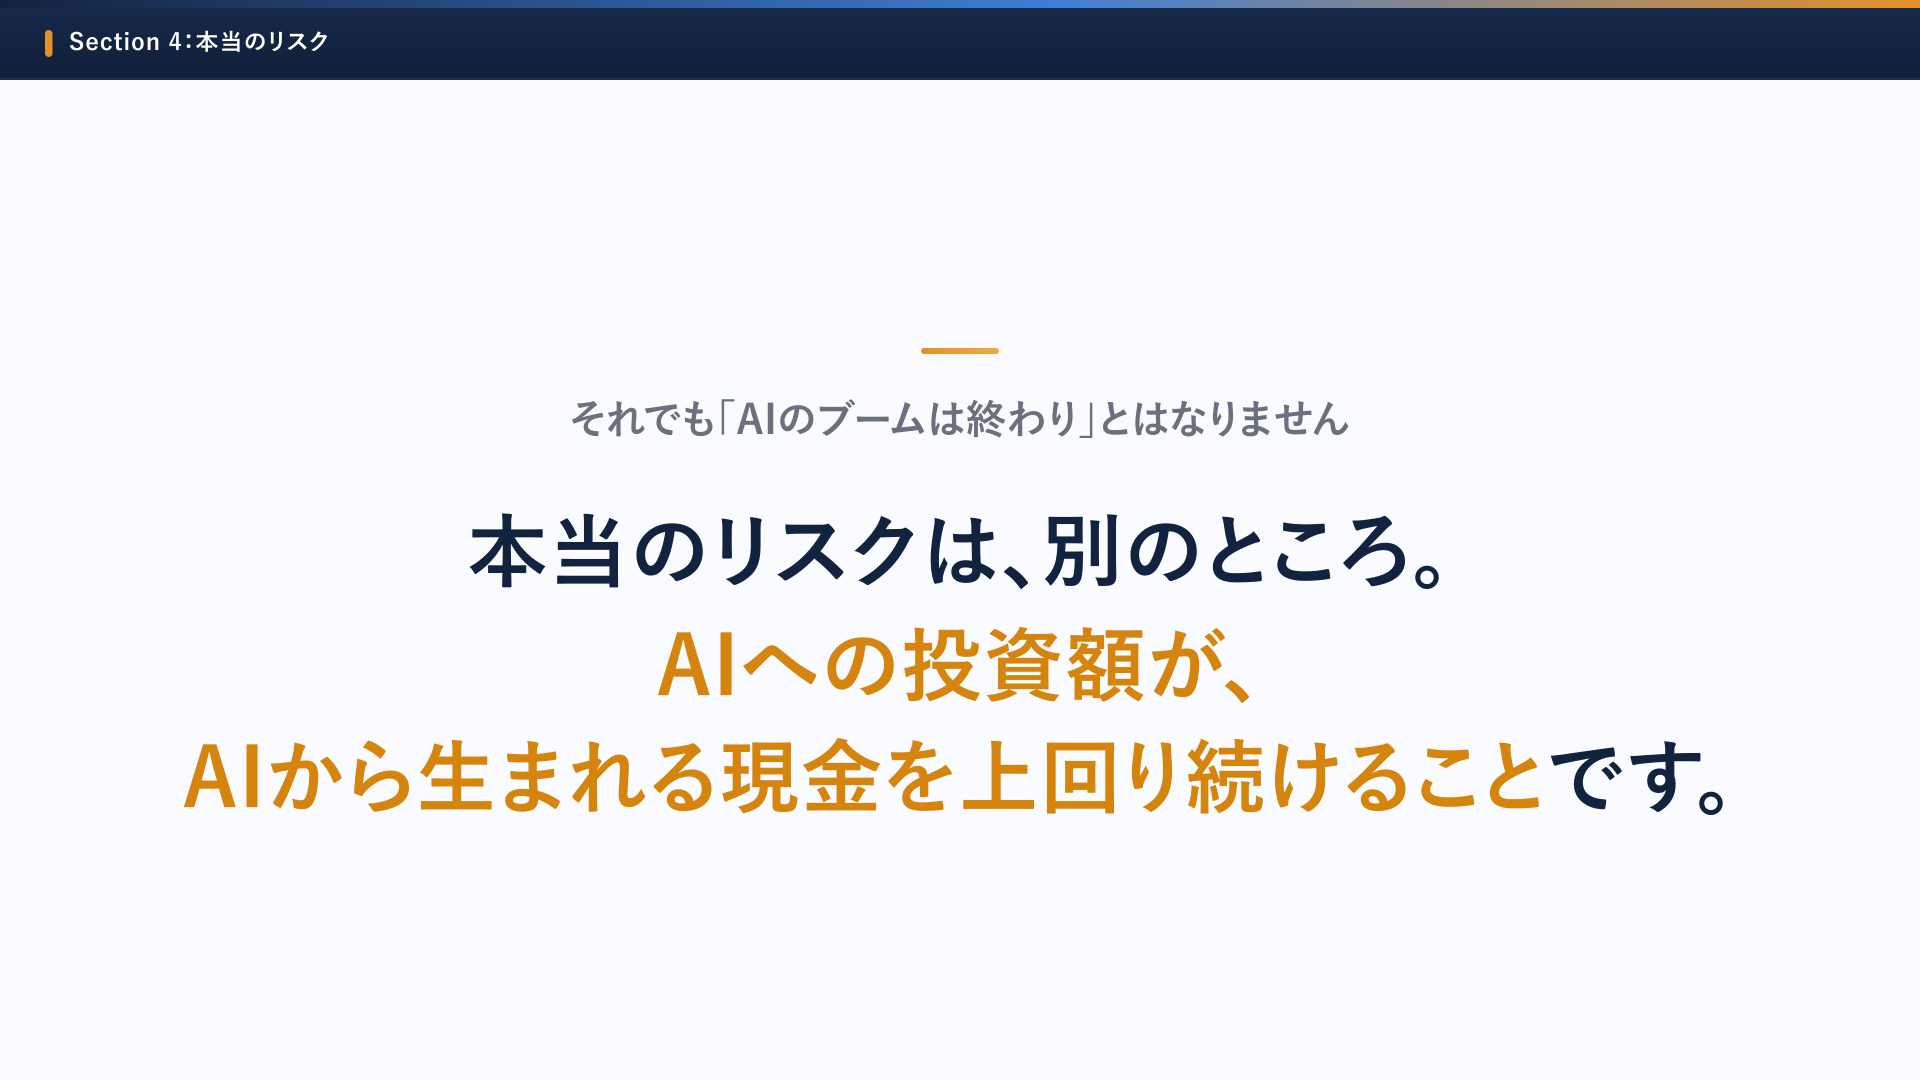 Section 4：本当のリスク
それでも「AIのブームは終わり」とはなりません
本当のリスクは、別のところ。
AIへの投資額が、
AIから生まれる現金を上回り続けることです。